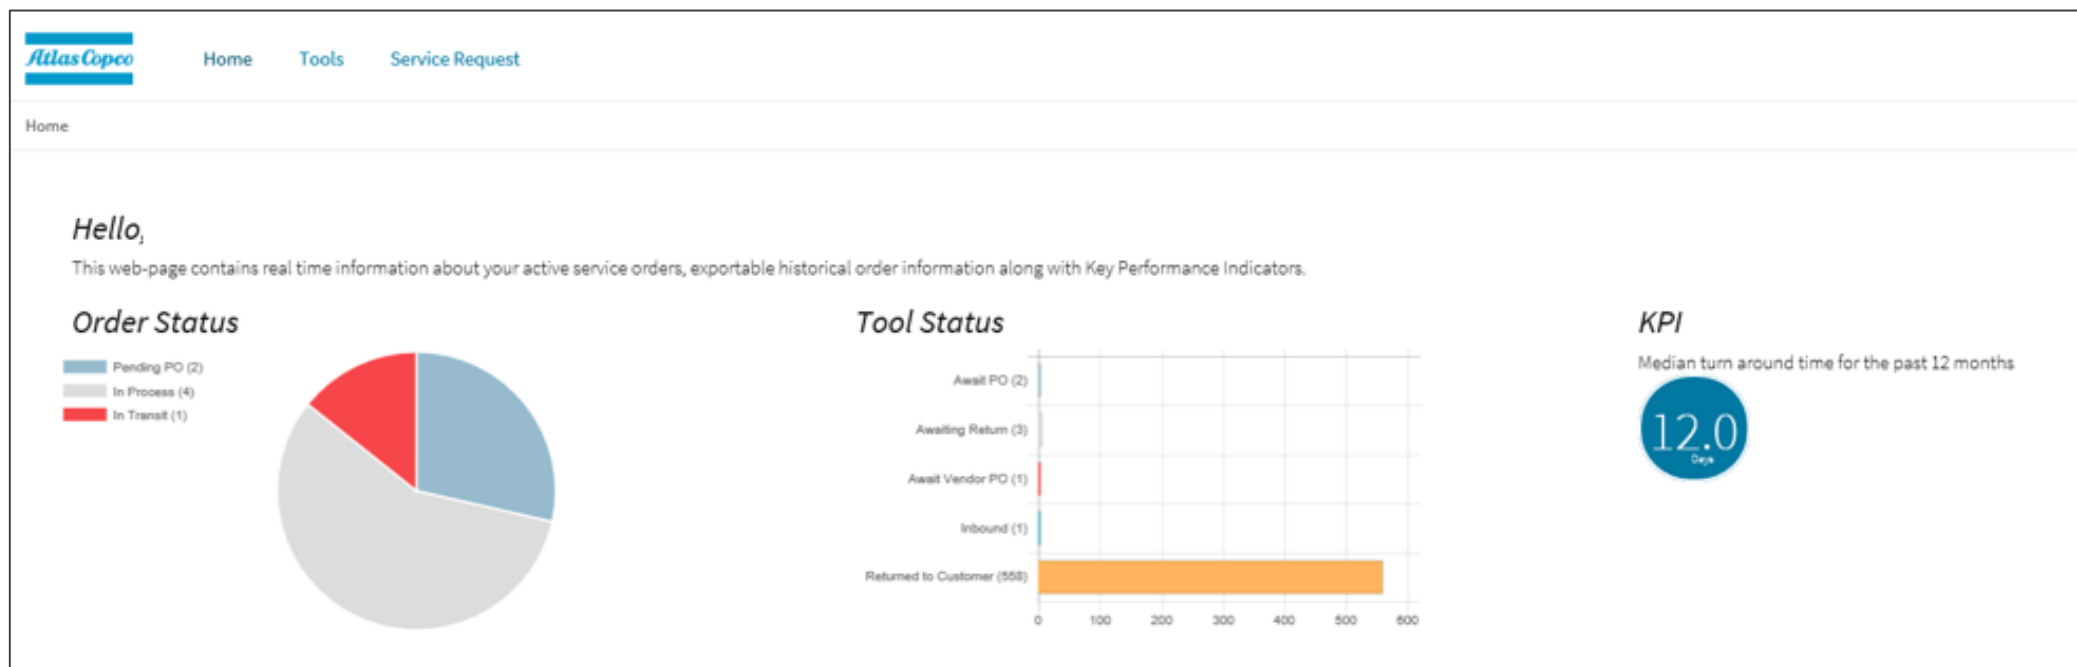 Atlas Copco
Home Tools Service Request
Home
Hello,
This web-page contains real time information about your active service orders, exportable historical order information along with Key Performance Indicators.
Order Status
Pending PO (2)
In Process (4)
In Transit (1)
Tool Status
Await PO (2)
Awaiting Return (3)
Await Vendor PO (1)
Inbound (1)
Returned to Customer (558)
0 100 200 300 400 500 600
KPI
Median turn around time for the past 12 months
12.0
Days